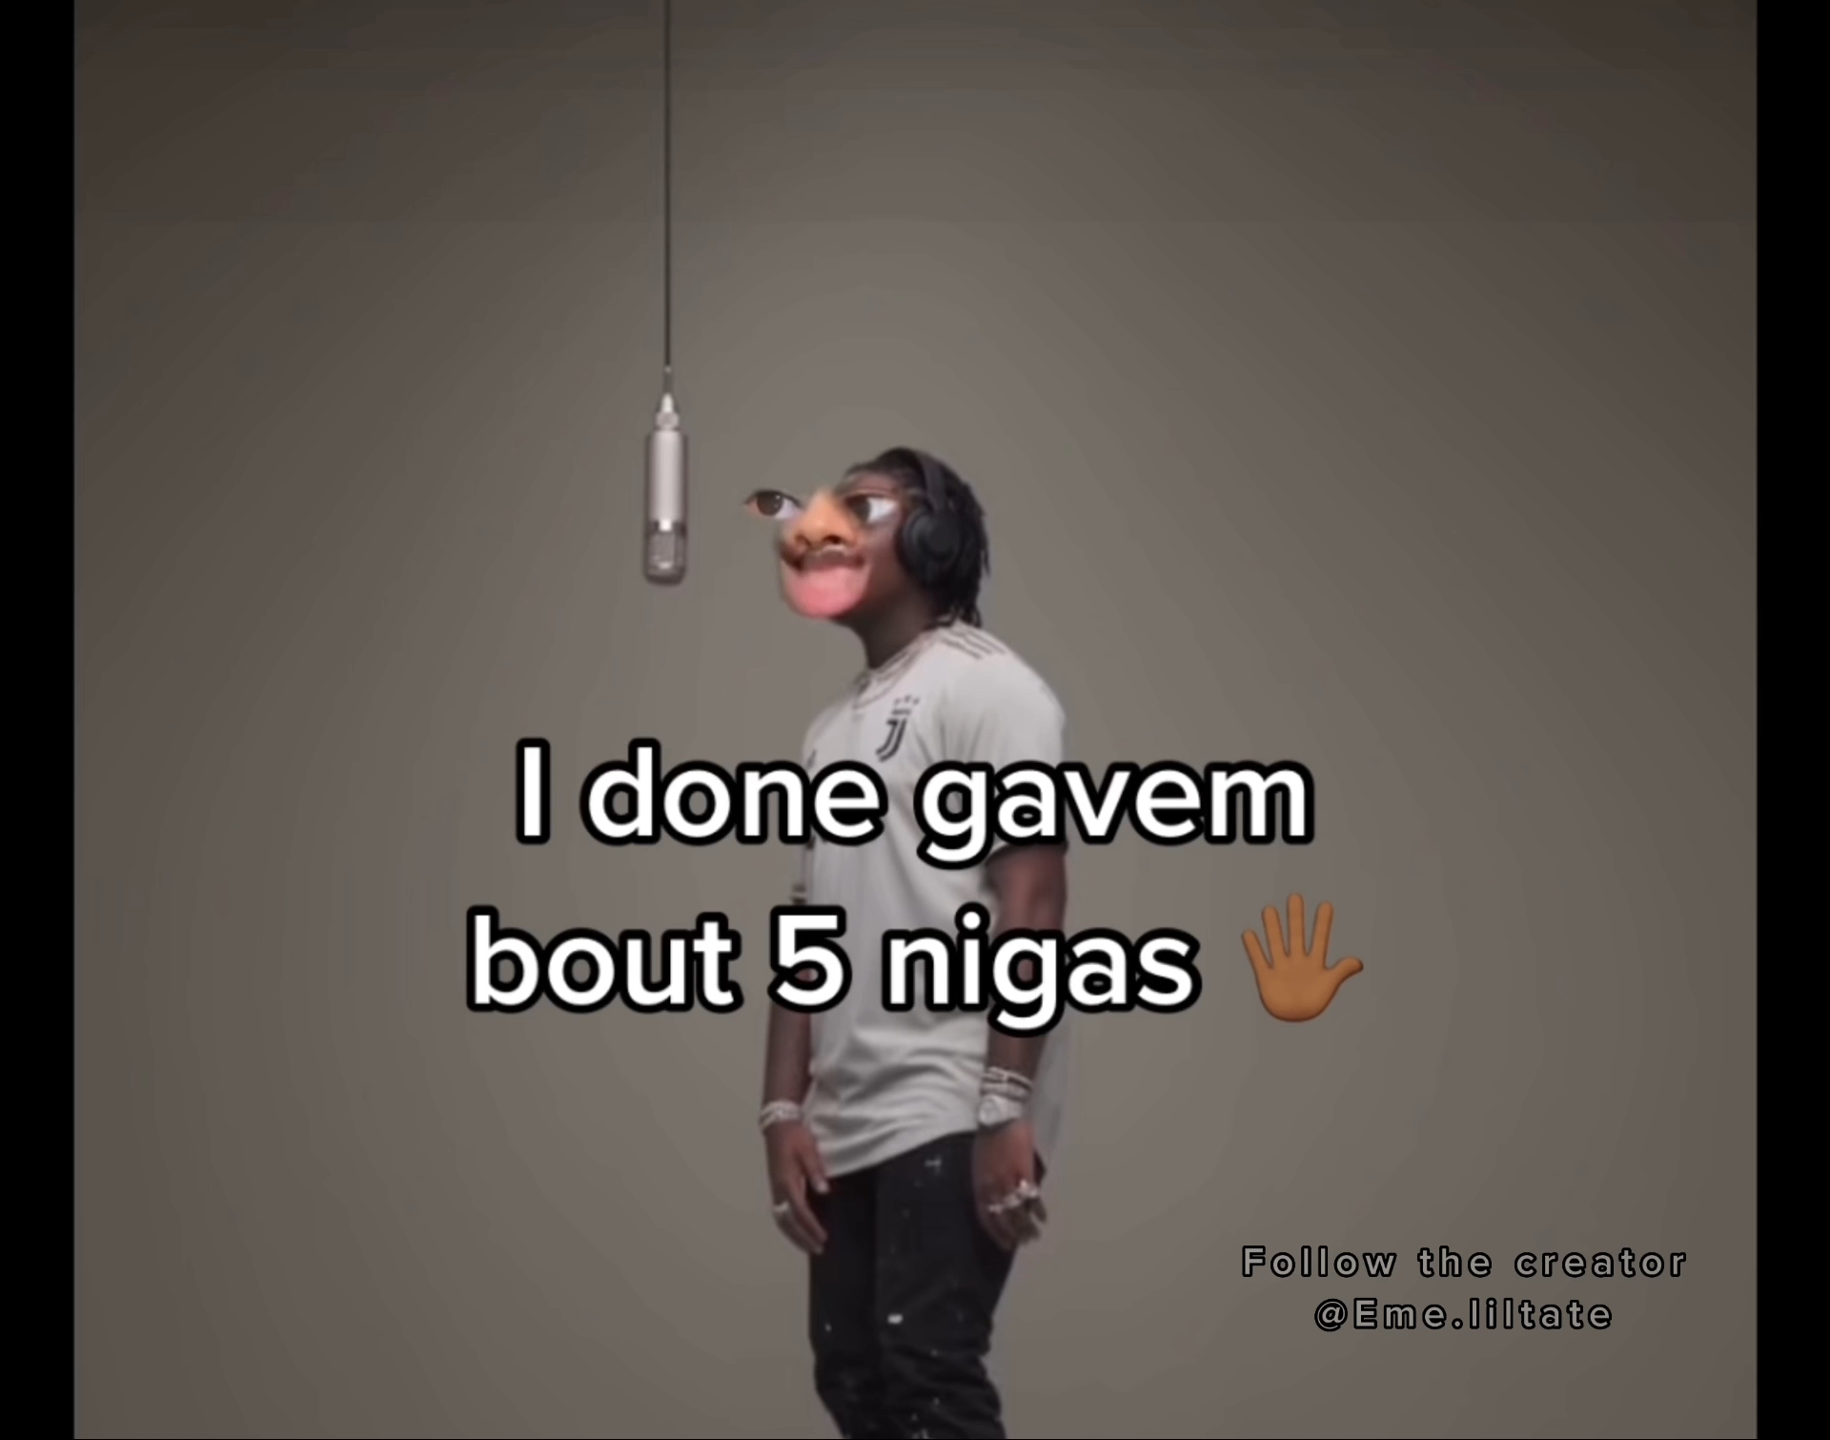 I done gavem
bout 5 nigas 🖐🏾
Follow the creator
@Eme.liltate